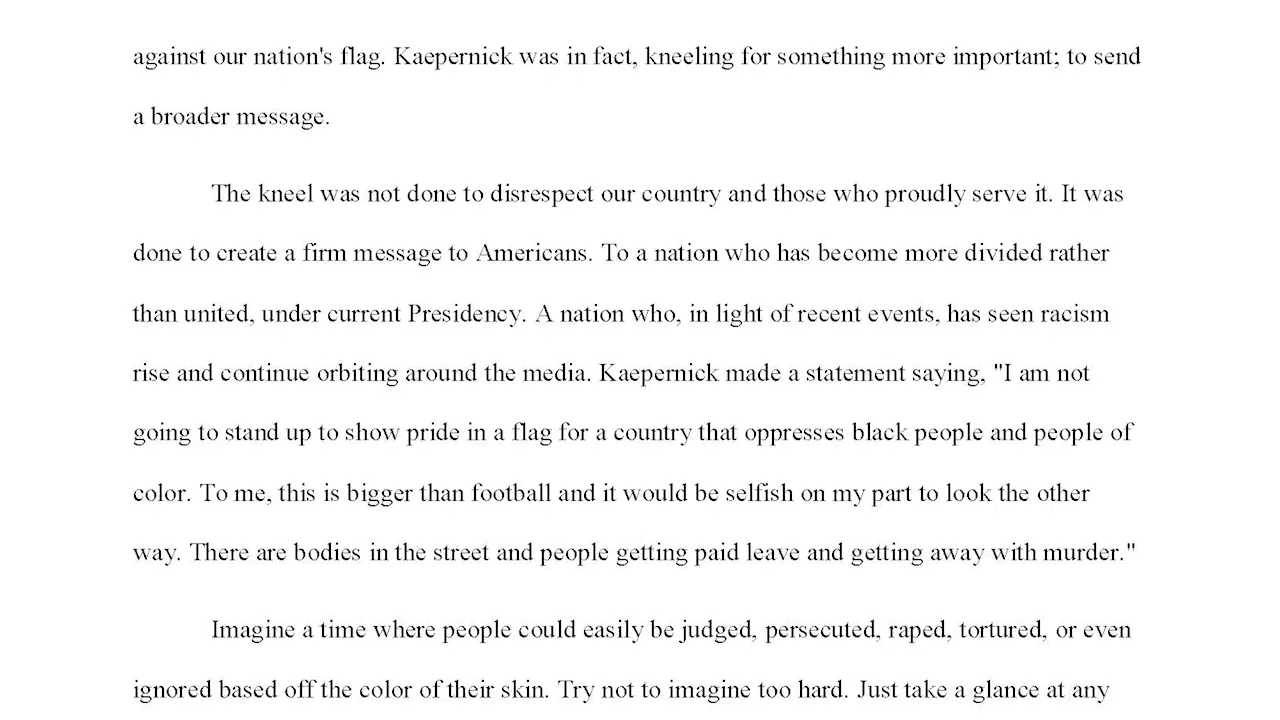 against our nation's flag. Kaepernick was in fact, kneeling for something more important; to send
a broader message.
The kneel was not done to disrespect our country and those who proudly serve it. It was
done to create a firm message to Americans. To a nation who has become more divided rather
than united, under current Presidency. A nation who, in light of recent events, has seen racism
rise and continue orbiting around the media. Kaepernick made a statement saying, "I am not
going to stand up to show pride in a flag for a country that oppresses black people and people of
color. To me, this is bigger than football and it would be selfish on my part to look the other
way. There are bodies in the street and people getting paid leave and getting away with murder."
Imagine a time where people could easily be judged, persecuted, raped, tortured, or even
ignored based off the color of their skin. Try not to imagine too hard. Just take a glance at any